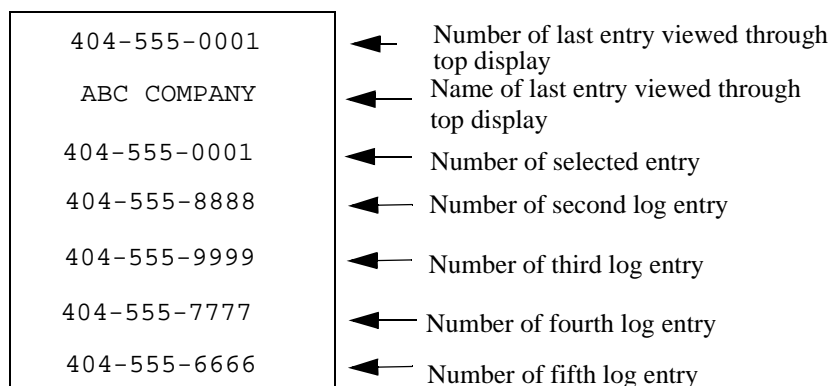 404-555-0001
Number of last entry viewed through
top display
ABC COMPANY
Name of last entry viewed through
top display
404-555-0001
Number of selected entry
404-555-8888
Number of second log entry
404-555-9999
Number of third log entry
404-555-7777
Number of fourth log entry
404-555-6666
Number of fifth log entry